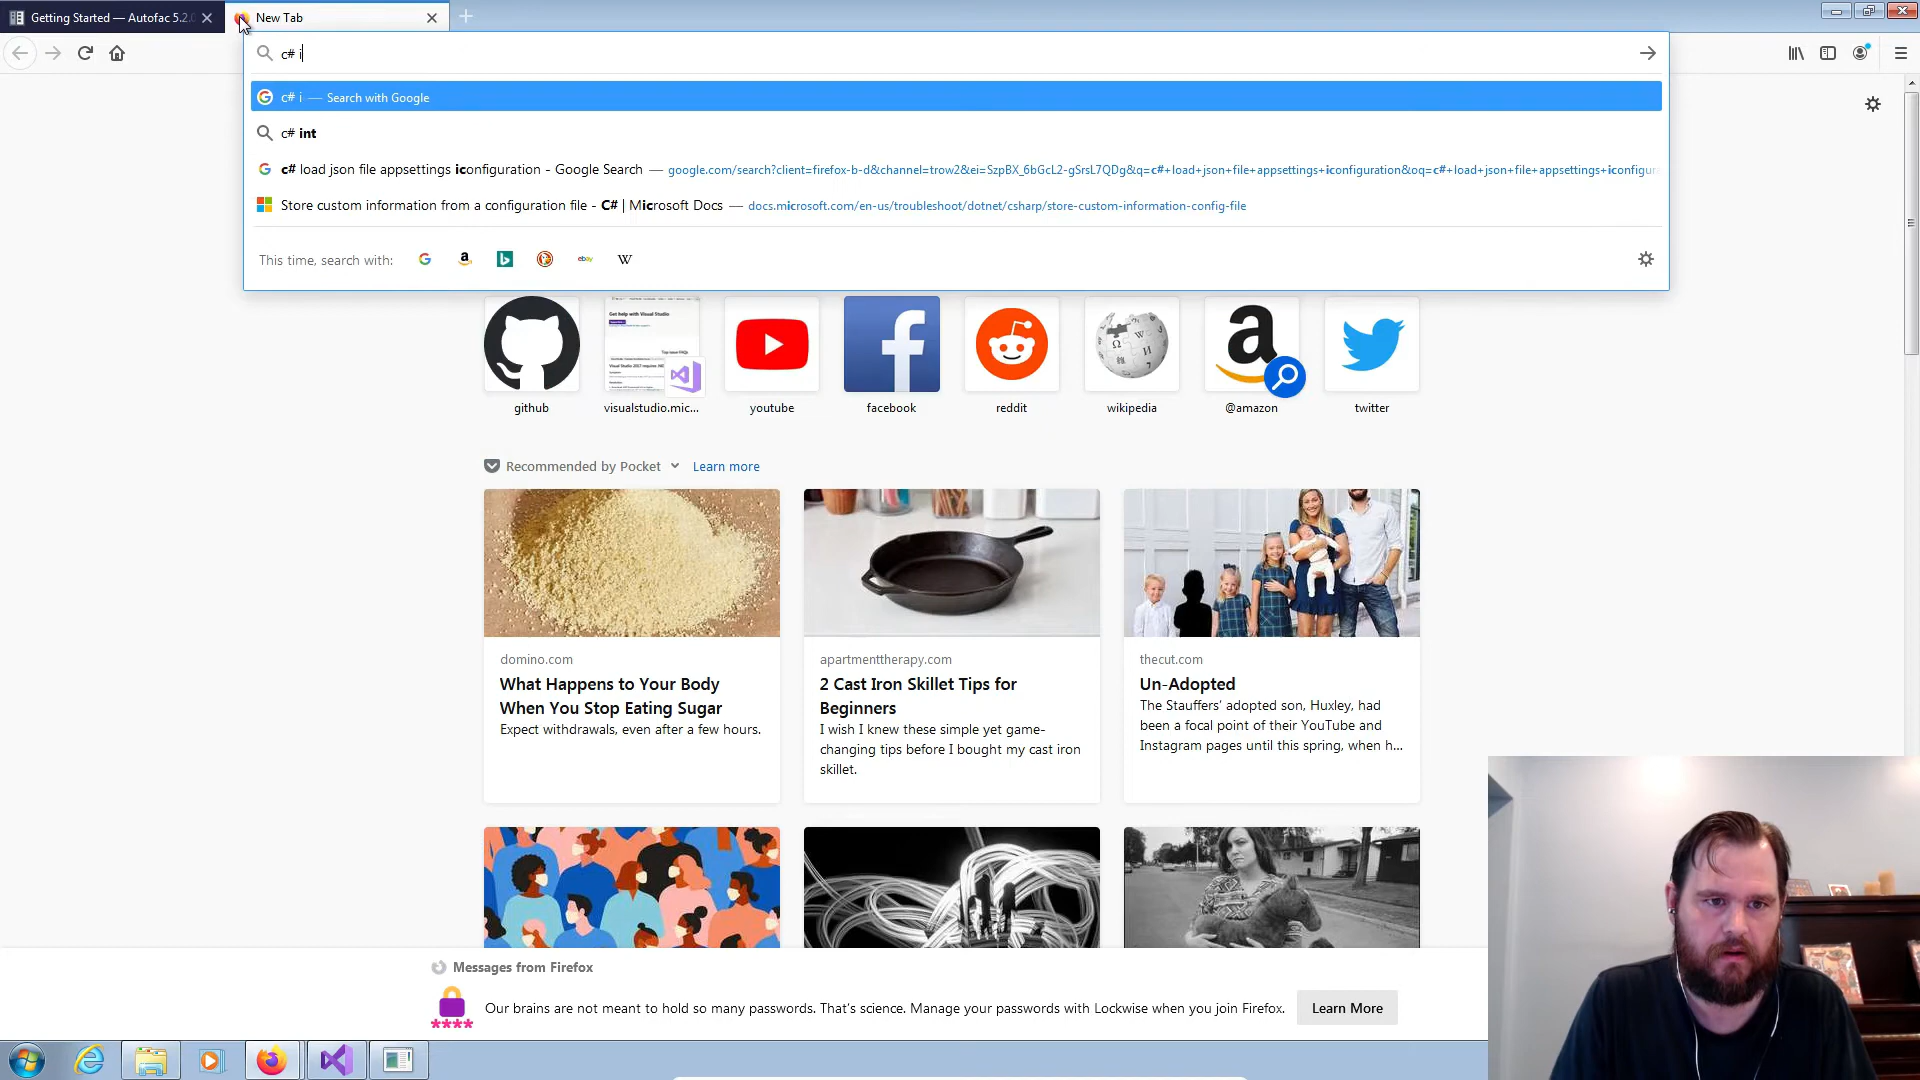 Getting Started — Autofac 5.2.0
New Tab
c# i
c# i — Search with Google
c# int
c# load json file appsettings iconfiguration - Google Search — google.com/search?client=firefox-b-d&channel=trow2&ei=SzpBX_6bGcL2-gSrsL7QDg&q=c#+load+json+file+appsettings+iconfiguration&oq=c#+load+json+file+appsettings+iconfigur
Store custom information from a configuration file - C# | Microsoft Docs — docs.microsoft.com/en-us/troubleshoot/dotnet/csharp/store-custom-information-config-file
This time, search with:
ebay
W
Get help with Visual Studio
github
visualstudio.mic...
youtube
facebook
reddit
wikipedia
@amazon
twitter
Recommended by Pocket
Learn more
domino.com
What Happens to Your Body
When You Stop Eating Sugar
Expect withdrawals, even after a few hours.
apartmenttherapy.com
2 Cast Iron Skillet Tips for
Beginners
I wish I knew these simple yet game-
changing tips before I bought my cast iron
skillet.
thecut.com
Un-Adopted
The Stauffers' adopted son, Huxley, had
been a focal point of their YouTube and
Instagram pages until this spring, when h...
Messages from Firefox
Our brains are not meant to hold so many passwords. That's science. Manage your passwords with Lockwise when you join Firefox.
Learn More